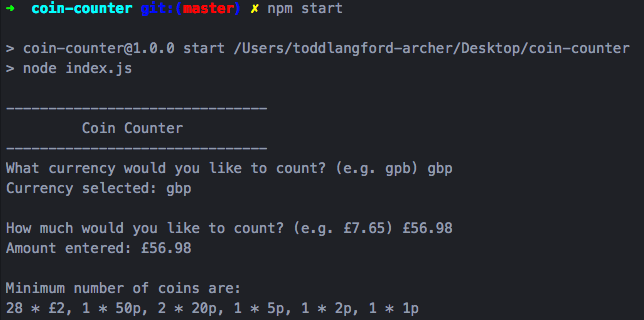 ➜ coin-counter git:(master) ✗ npm start
> coin-counter@1.0.0 start /Users/toddlangford-archer/Desktop/coin-counter
> node index.js
-------------------------------
Coin Counter
-------------------------------
What currency would you like to count? (e.g. gpb) gbp
Currency selected: gbp
How much would you like to count? (e.g. £7.65) £56.98
Amount entered: £56.98
Minimum number of coins are:
28 * £2, 1 * 50p, 2 * 20p, 1 * 5p, 1 * 2p, 1 * 1p